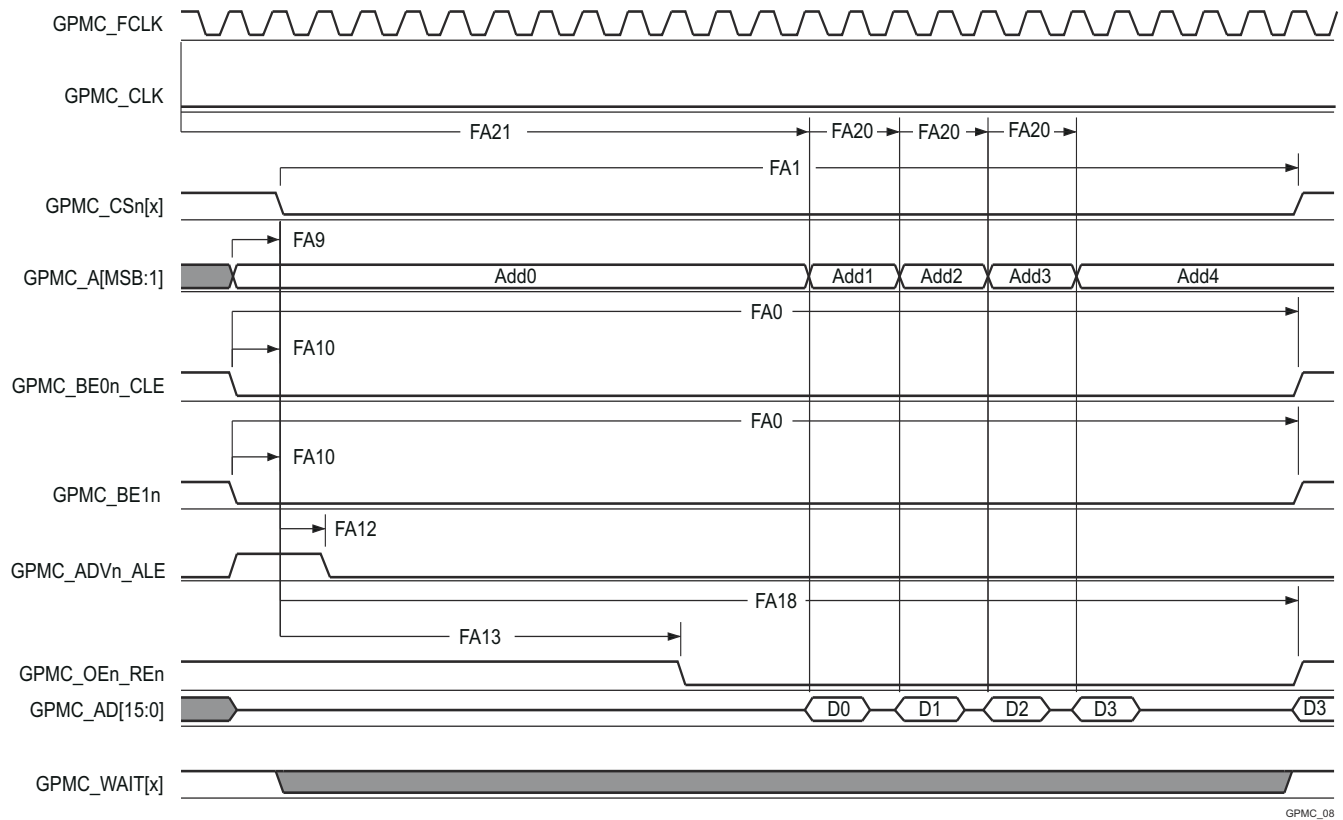 GPMC_FCLK
GPMC_CLK
FA21 FA20 FA20 FA20
FA1
GPMC_CSn[x]
FA9
GPMC_A[MSB:1] Add0 Add1 Add2 Add3 Add4
FA0
FA10
GPMC_BE0n_CLE
FA0
FA10
GPMC_BE1n
FA12
GPMC_ADVn_ALE
FA18
FA13
GPMC_OEn_REn
GPMC_AD[15:0] D0 D1 D2 D3 D3
GPMC_WAIT[x]
GPMC_08